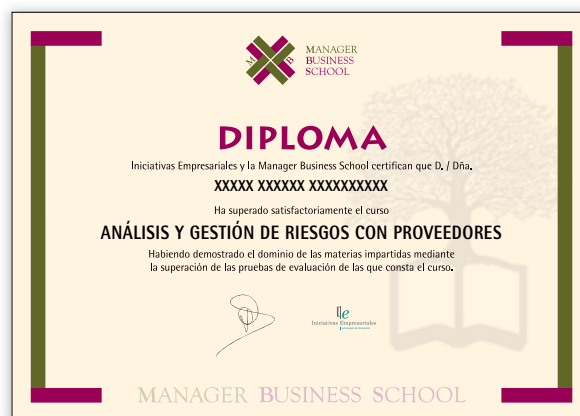 M B
MANAGER
BUSINESS
SCHOOL
DIPLOMA
Iniciativas Empresariales y la Manager Business School certifican que D. / Dña.
XXXXX XXXXXX XXXXXXXXXX
Ha superado satisfactoriamente el curso
ANÁLISIS Y GESTIÓN DE RIESGOS CON PROVEEDORES
Habiendo demostrado el dominio de las materias impartidas mediante
la superación de las pruebas de evaluación de las que consta el curso.
Iniciativas Empresariales
MANAGER BUSINESS SCHOOL